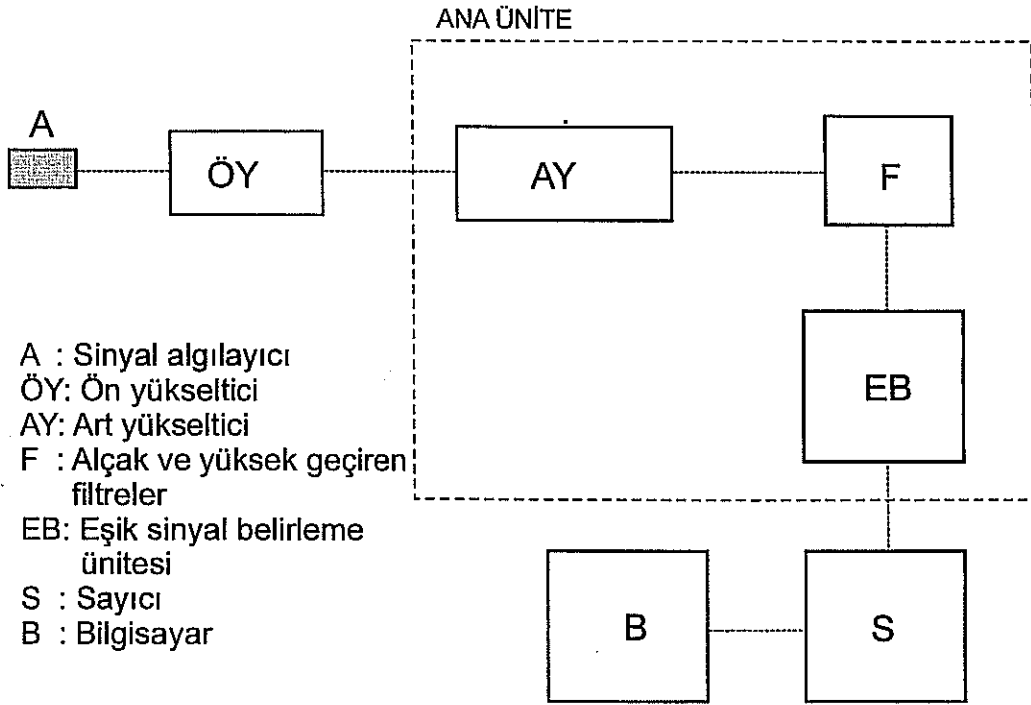 ANA ÜNİTE
A
ÖY
AY
F
EB
A : Sinyal algılayıcı
ÖY: Ön yükseltici
AY: Art yükseltici
F : Alçak ve yüksek geçiren
filtreler
EB: Eşik sinyal belirleme
ünitesi
S : Sayıcı
B : Bilgisayar
B
S